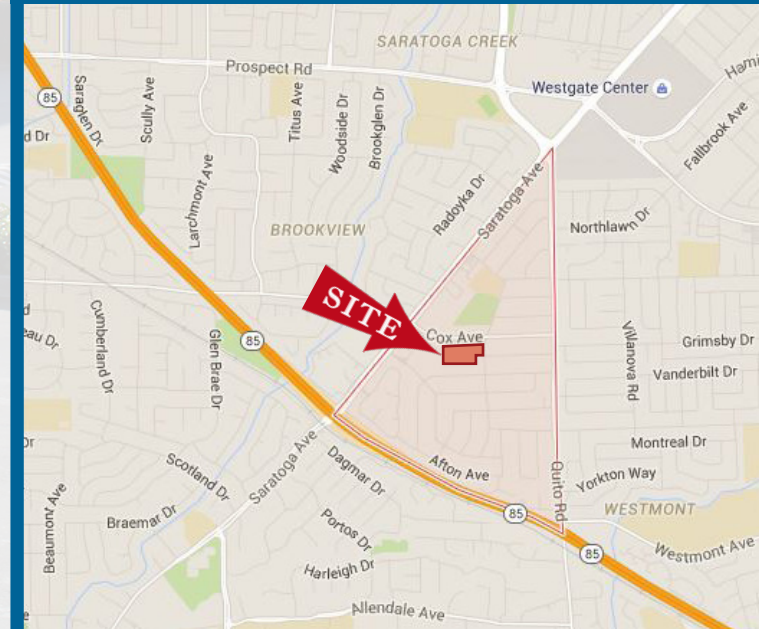 SARATOGA CREEK
Prospect Rd
Westgate Center
85
Saraglen Dr
Scully Ave
Titus Ave
Woodside Dr
Brookglen Dr
Hami
Fallbrook Ave
d Dr
Larchmont Ave
Radoyka Dr
Saratoga Ave
BROOKVIEW
Northlawn Dr
SITE
Cox Ave
d
eau Dr
Cumberland Dr
Glen Brae Dr
85
Villanova Rd
Grimsby Dr
Vanderbilt Dr
Dr
Saratoga Ave
Scotland Dr
Dagmar Dr
Afton Ave
Quito Rd
Montreal Dr
Yorkton Way
Beaumont Ave
Braemar Dr
Portos Dr
85
WESTMONT
85
Westmont Ave
Harleigh Dr
e
Allendale Ave